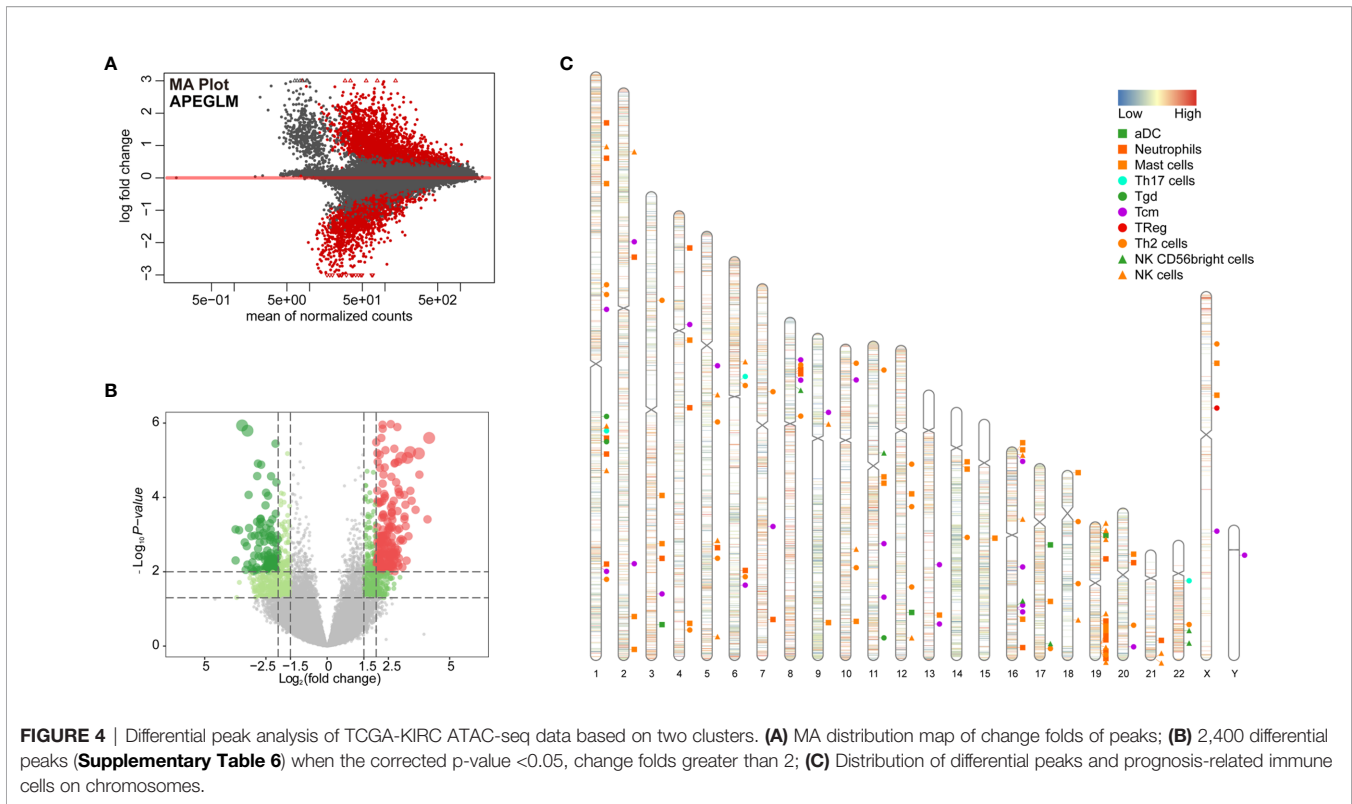 A
MA Plot
APEGLM
log fold change
3
2
1
0
−1
−2
−3
5e−01
5e+00
5e+01
5e+02
mean of normalized counts
B
-Log₁₀ P−value
6
4
2
0
5
−2.5
−1.5
0
1.5
2.5
5
Log₂(fold change)
C
Low High
aDC
Neutrophils
Mast cells
Th17 cells
Tgd
Tcm
TReg
Th2 cells
NK CD56bright cells
NK cells
1 2 3 4 5 6 7 8 9 10 11 12 13 14 15 16 17 18 19 20 21 22 X Y
FIGURE 4 | Differential peak analysis of TCGA-KIRC ATAC-seq data based on two clusters. (A) MA distribution map of change folds of peaks; (B) 2,400 differential
peaks (Supplementary Table 6) when the corrected p-value <0.05, change folds greater than 2; (C) Distribution of differential peaks and prognosis-related immune
cells on chromosomes.